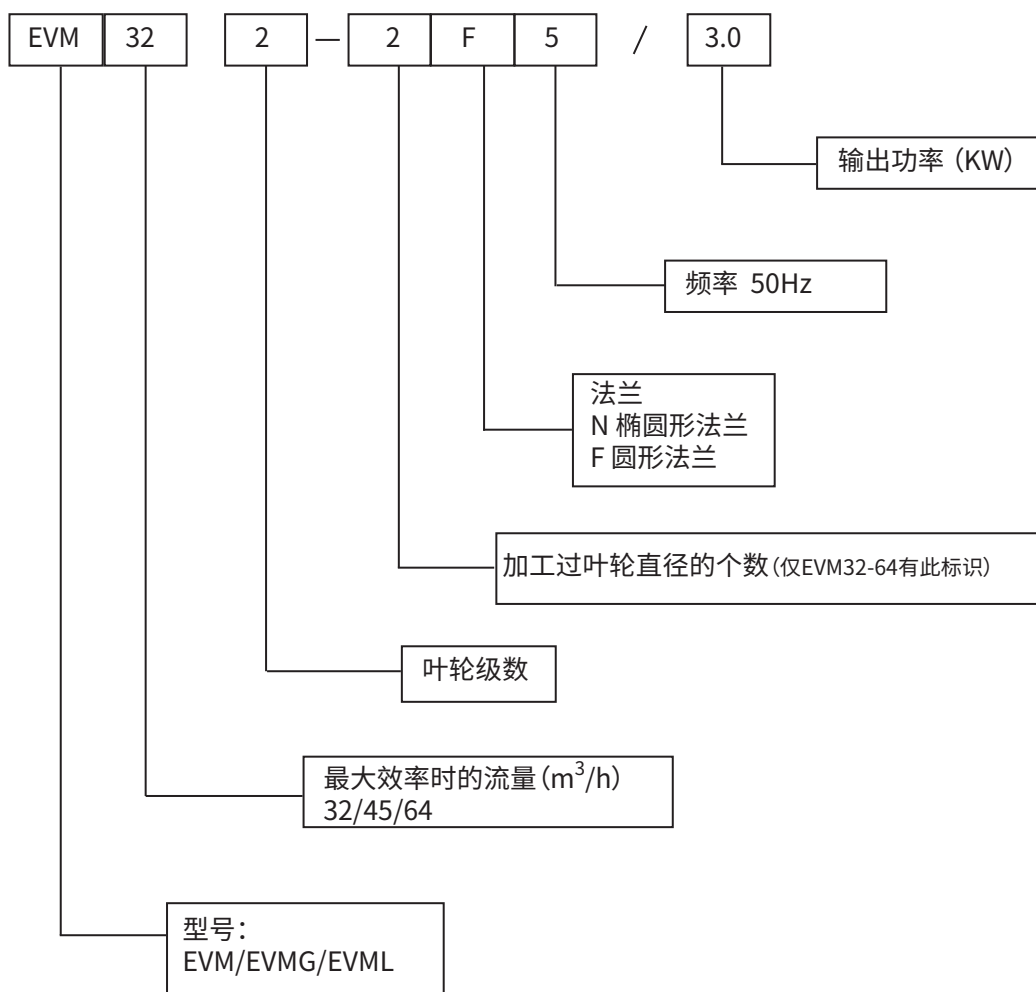 EVM 32 2 — 2 F 5 / 3.0
输出功率（KW）
频率 50Hz
法兰
N 椭圆形法兰
F 圆形法兰
加工过叶轮直径的个数（仅EVM32-64有此标识）
叶轮级数
最大效率时的流量（m³/h）
32/45/64
型号：
EVM/EVMG/EVML